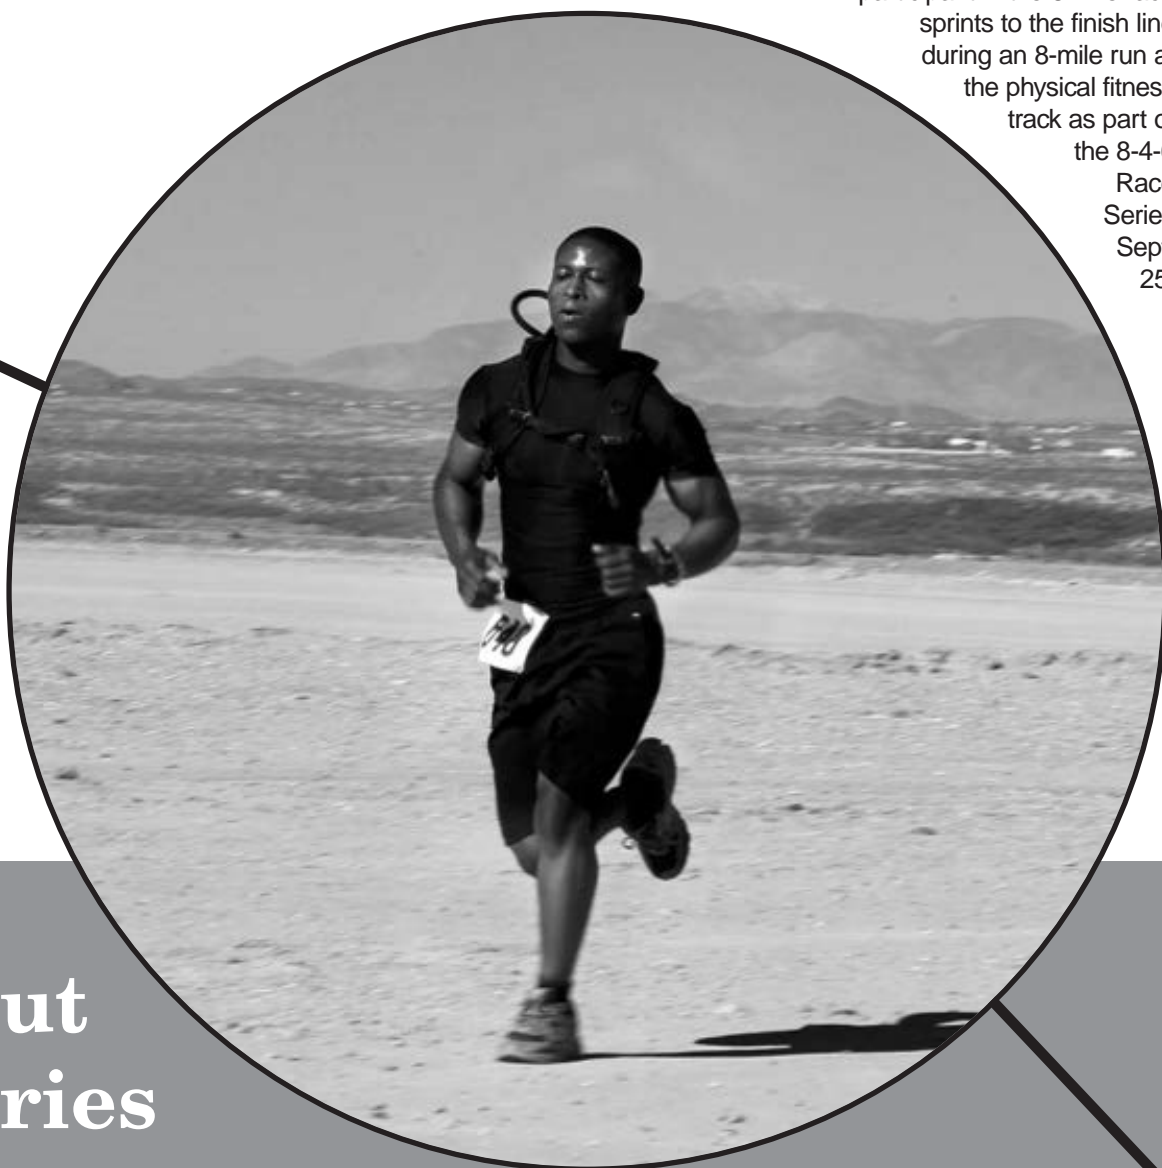 sprints to the finish lin
during an 8-mile run a
the physical fitnes
track as part o
the 8-4-
Rac
Serie
Sep
25
ut
ries